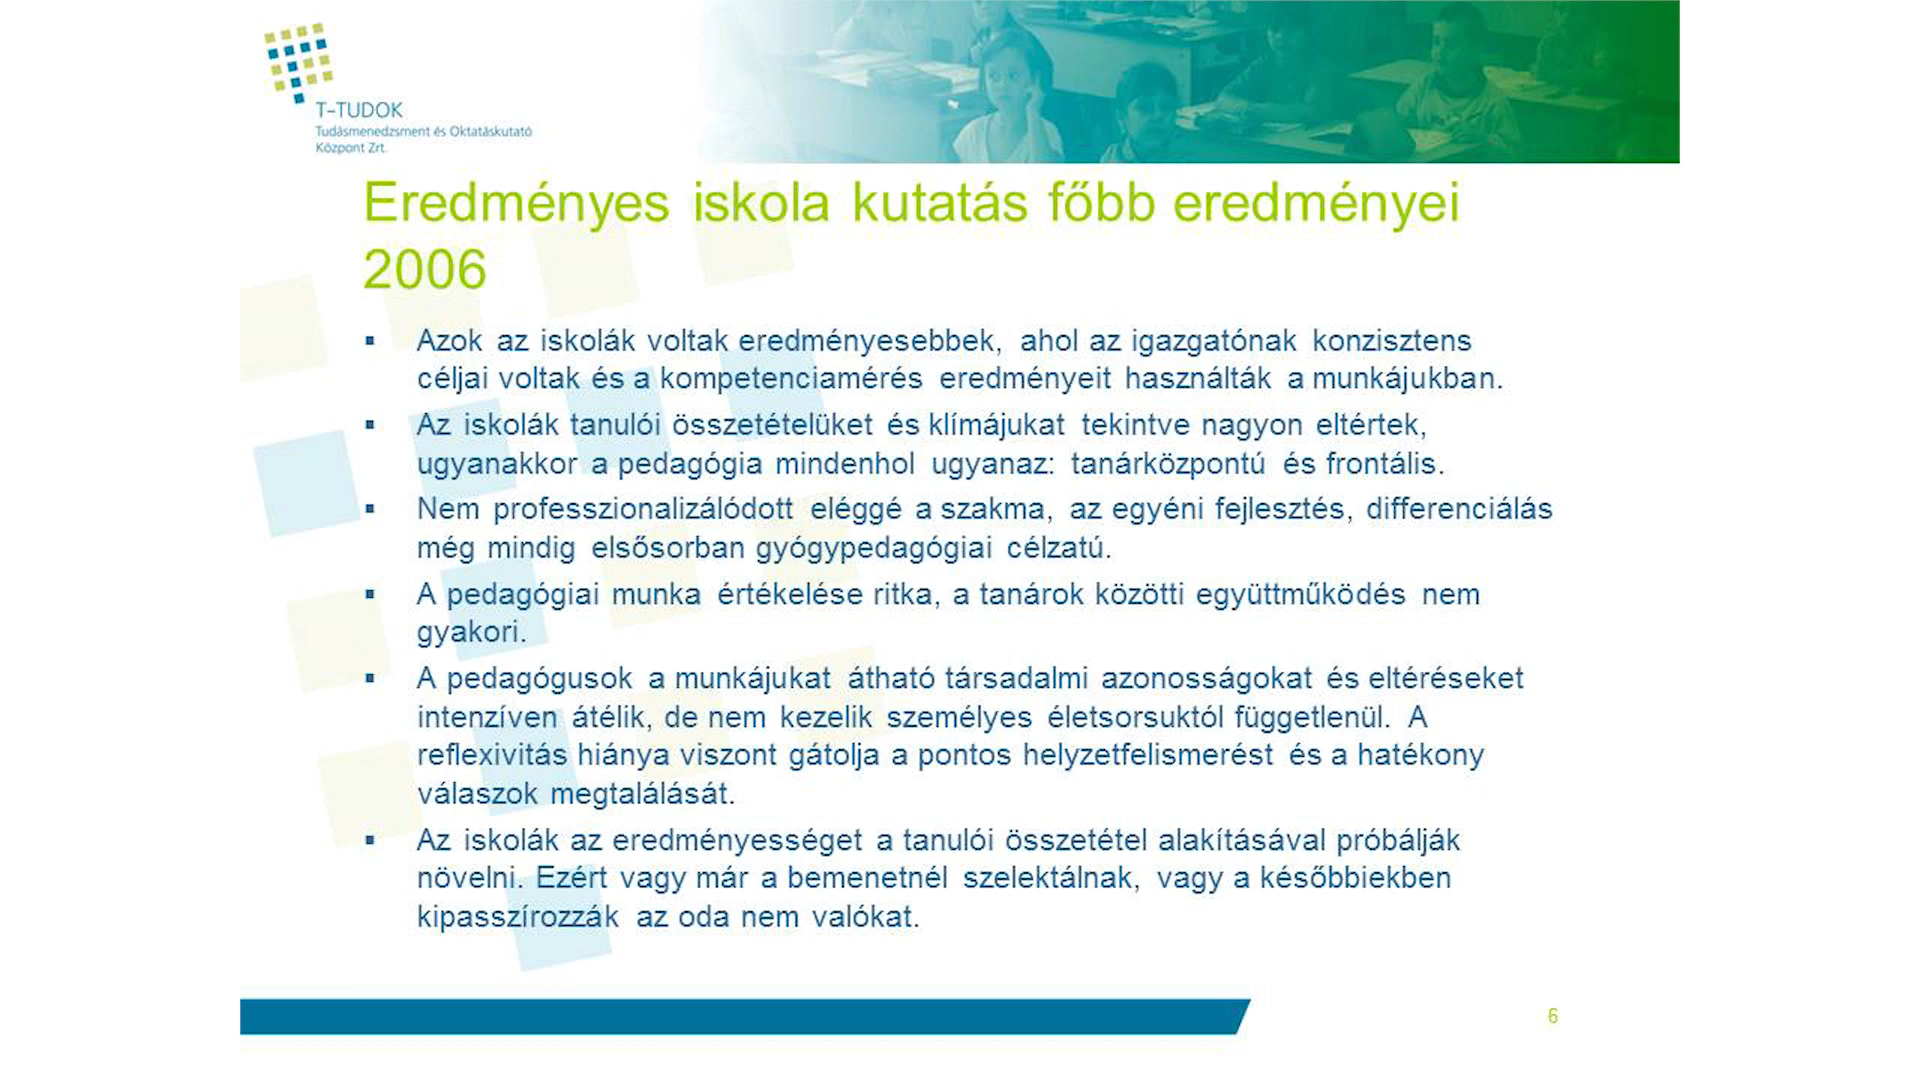 T-TUDOK
Tudásmenedzsment és Oktatáskutató
Központ Zrt.
Eredményes iskola kutatás főbb eredményei
2006
▪ Azok az iskolák voltak eredményesebbek, ahol az igazgatónak konzisztens
céljai voltak és a kompetenciamérés eredményeit használták a munkájukban.
▪ Az iskolák tanulói összetételüket és klímájukat tekintve nagyon eltértek,
ugyanakkor a pedagógia mindenhol ugyanaz: tanárközpontú és frontális.
▪ Nem professzionalizálódott eléggé a szakma, az egyéni fejlesztés, differenciálás
még mindig elsősorban gyógypedagógiai célzatú.
▪ A pedagógiai munka értékelése ritka, a tanárok közötti együttműködés nem
gyakori.
▪ A pedagógusok a munkájukat átható társadalmi azonosságokat és eltéréseket
intenzíven átélik, de nem kezelik személyes életsorsuktól függetlenül. A
reflexivitás hiánya viszont gátolja a pontos helyzetfelismerést és a hatékony
válaszok megtalálását.
▪ Az iskolák az eredményességet a tanulói összetétel alakításával próbálják
növelni. Ezért vagy már a bemenetnél szelektálnak, vagy a későbbiekben
kipasszírozzák az oda nem valókat.
6